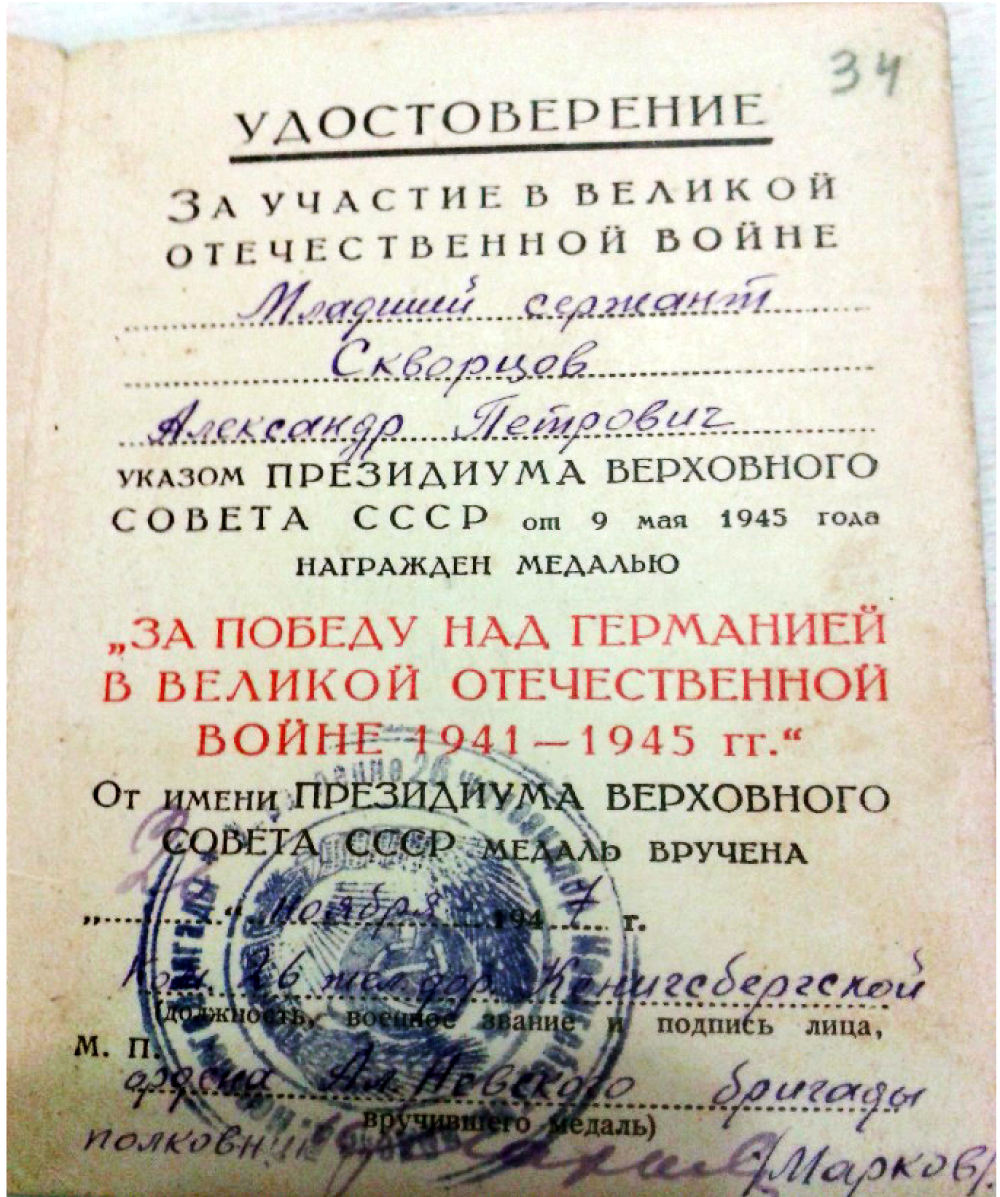 34
УДОСТОВЕРЕНИЕ
ЗА УЧАСТИЕ В ВЕЛИКОЙ
ОТЕЧЕСТВЕННОЙ ВОЙНЕ
Младший сержант
Скворцов
Александр Петрович
УКАЗОМ ПРЕЗИДИУМА ВЕРХОВНОГО
СОВЕТА СССР от 9 мая 1945 года
НАГРАЖДЕН МЕДАЛЬЮ
„ЗА ПОБЕДУ НАД ГЕРМАНИЕЙ
В ВЕЛИКОЙ ОТЕЧЕСТВЕННОЙ
ВОЙНЕ 1941—1945 гг.“
ОТ ИМЕНИ ПРЕЗИДИУМА ВЕРХОВНОГО
СОВЕТА СССР МЕДАЛЬ ВРУЧЕНА
„ “ ноября 1947 г.
Ком. 26 жел дор. Кенигсбергской
(должность, военное звание и подпись лица,
М. П.
ордена Ал. Невского бригады
вручившего медаль)
полковник /Марков/.